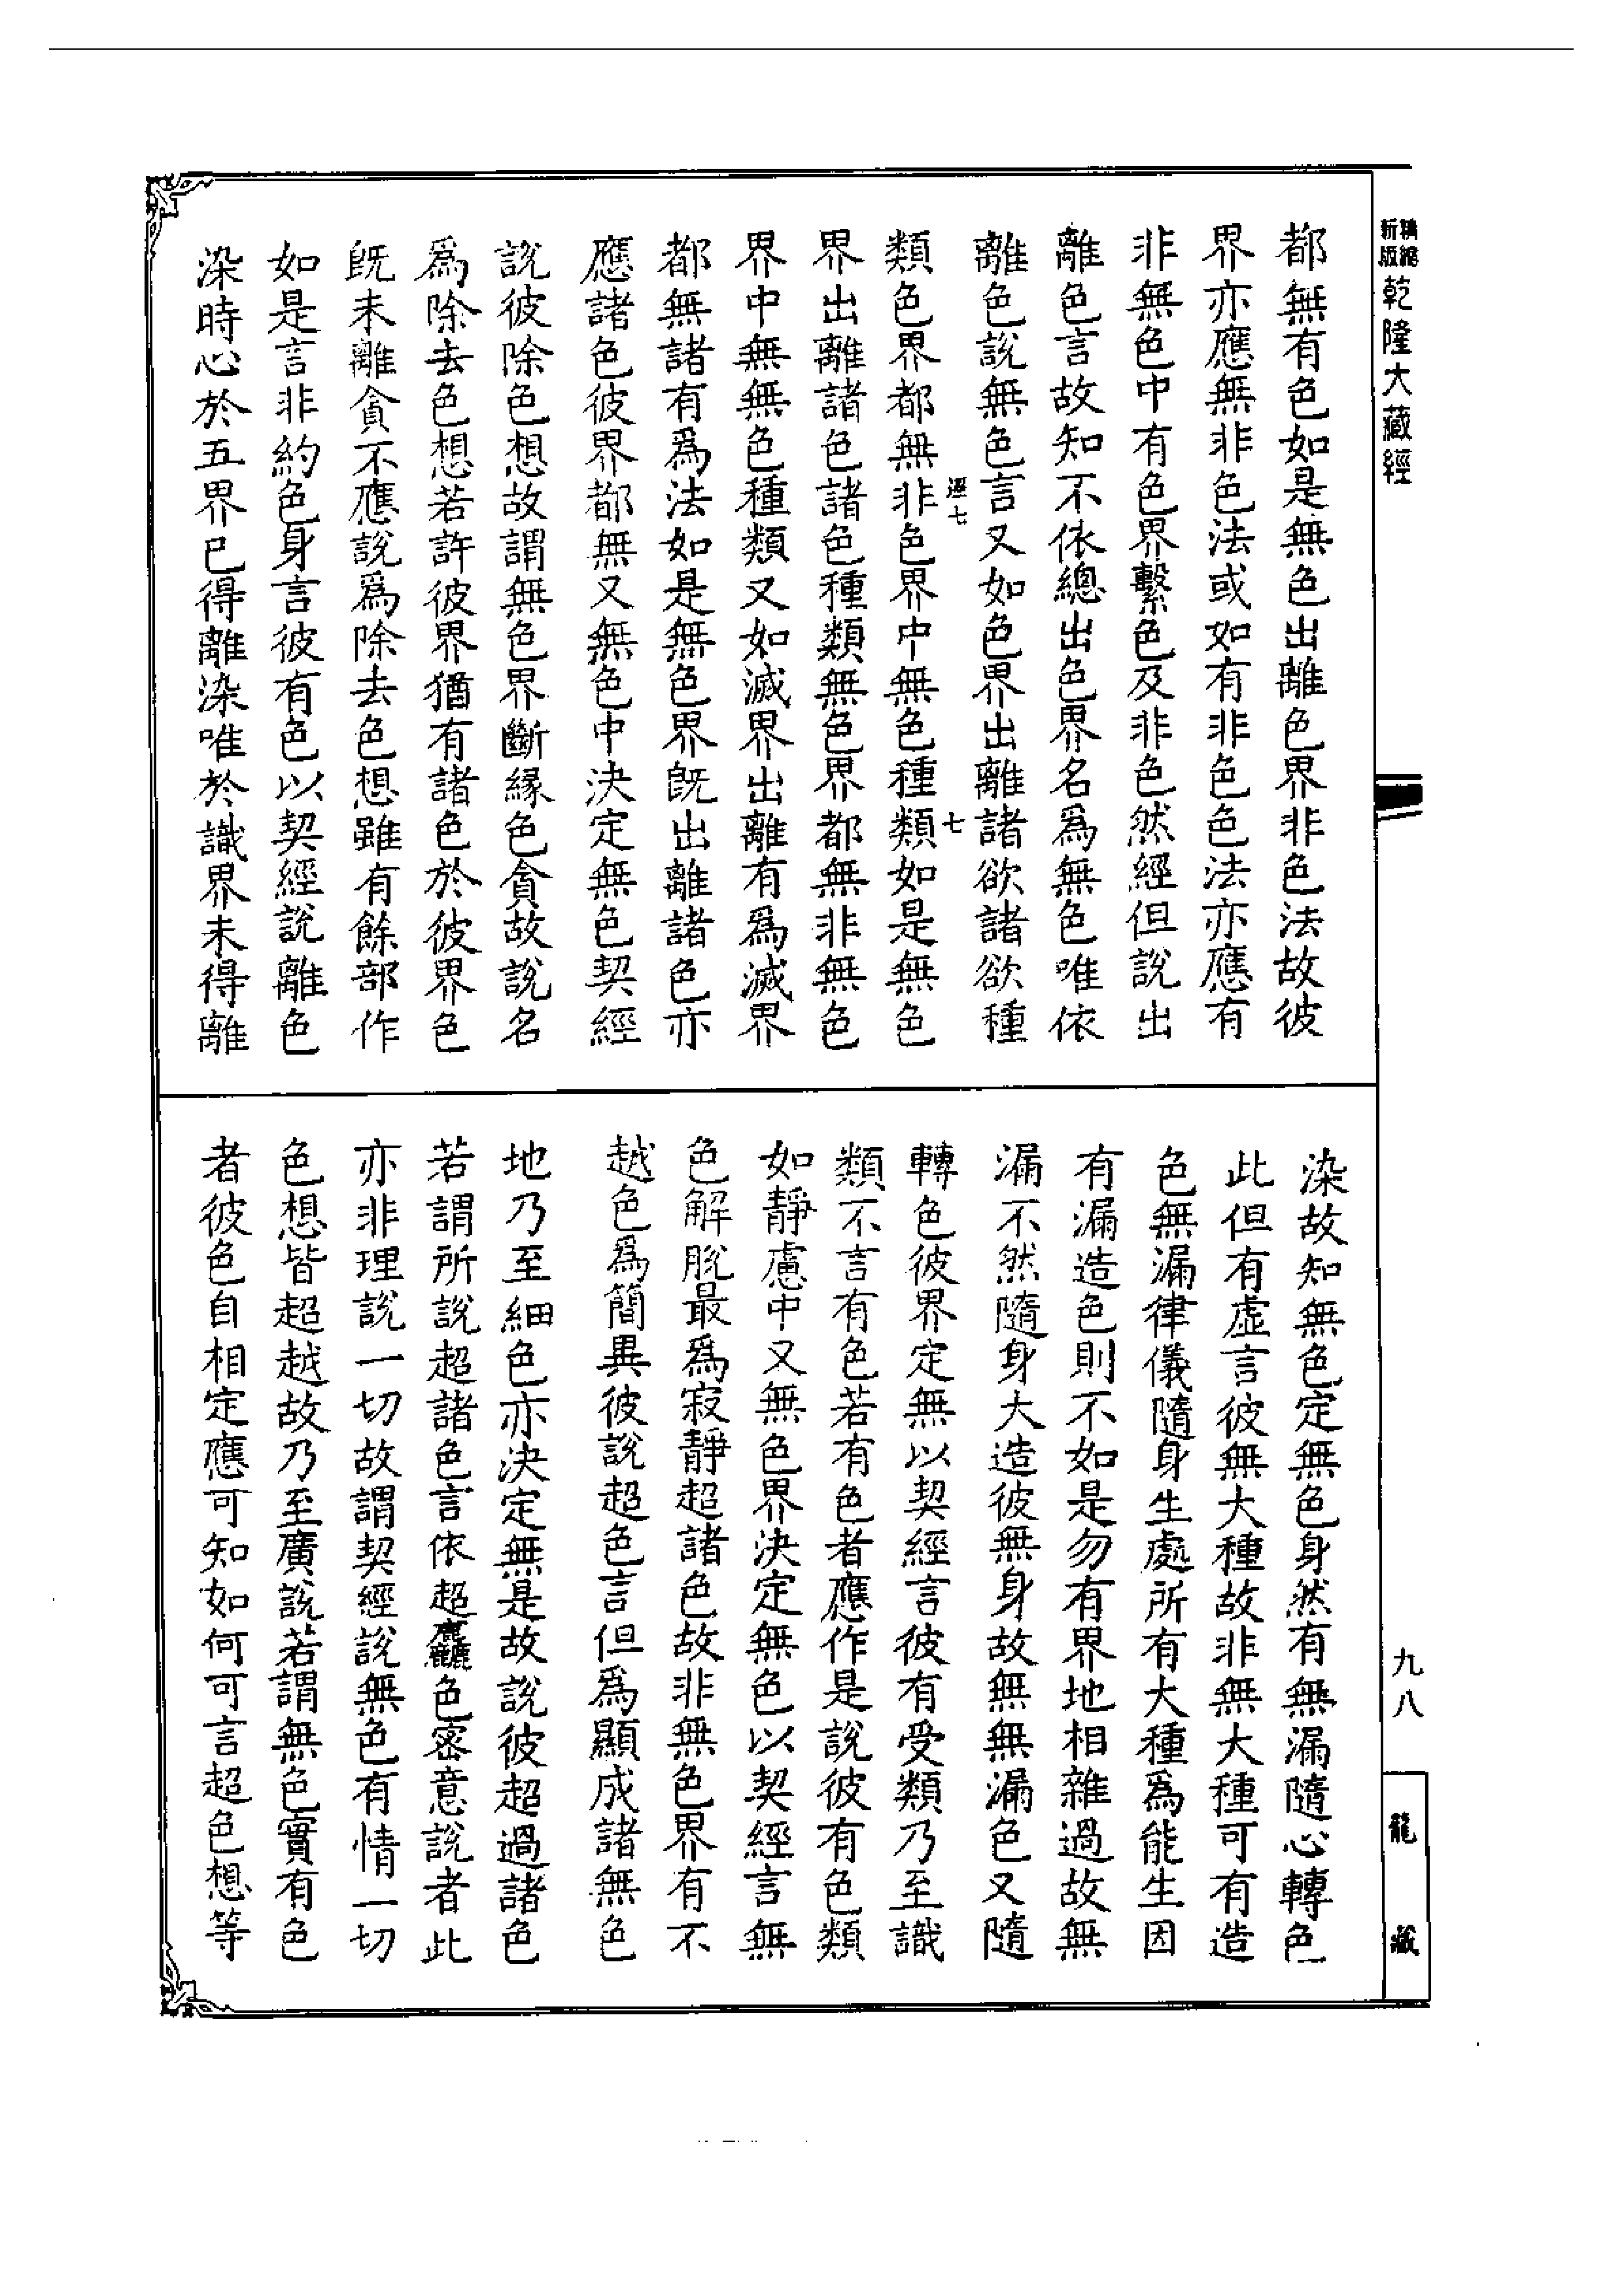 新版精縮乾隆大藏經
都無有色如是無色出離色界非色法故彼
界亦應無非色法或如有非色色法亦應有
非無色中有色界繫色及非色然經但說出
離色言故知不依總出色界名爲無色唯依
離色說無色言又如色界出離諸欲諸欲種
類色界都無非色界中無色種類如是無色
界出離諸色諸色種類無色界都無非無色
界中無無色種類又如滅界出離有爲滅界
都無諸有爲法如是無色界旣出離諸色亦
應諸色彼界都無又無色中決定無色契經
說彼除色想故謂無色界斷緣色貪故說名
爲除去色想若許彼界猶有諸色於彼界色
旣未離貪不應說爲除去色想雖有餘部作
如是言非約色身言彼有色以契經說離色
染時心於五界已得離染唯於識界未得離
七
染故知無色定無色身然有無漏隨心轉色
此但有虛言彼無大種故非無大種可有造
色無漏律儀隨身生處所有大種爲能生因
有漏造色則不如是勿有界地相雜過故無
漏不然隨身大造彼無身故無無漏色又隨
轉色彼界定無以契經言彼有受類乃至識
類不言有色若有色者應作是說彼有色類
如靜慮中又無色界決定無色以契經言無
色解脫最爲寂靜超諸色故非無色界有不
越色爲簡異彼說超色言但爲顯成諸無色
地乃至細色亦決定無是故說彼超過諸色
若謂所說超諸色言依超麤色密意說者此
亦非理說一切故謂契經說無色有情一切
色想皆超越故乃至廣說若謂無色實有色
者彼色自相定應可知如何可言超色想等
九八
龍藏